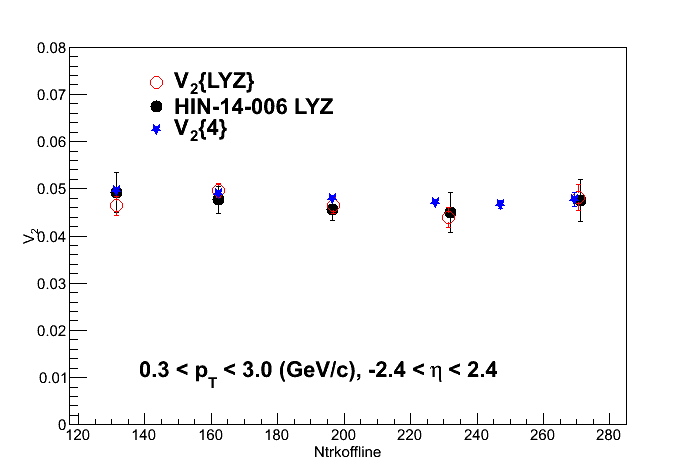 0.08
0.07
0.06
0.05
0.04
0.03
0.02
0.01
0
V2
V2{LYZ}
HIN-14-006 LYZ
V2{4}
0.3 < pT < 3.0 (GeV/c), -2.4 < η < 2.4
120 140 160 180 200 220 240 260 280
Ntrkoffline